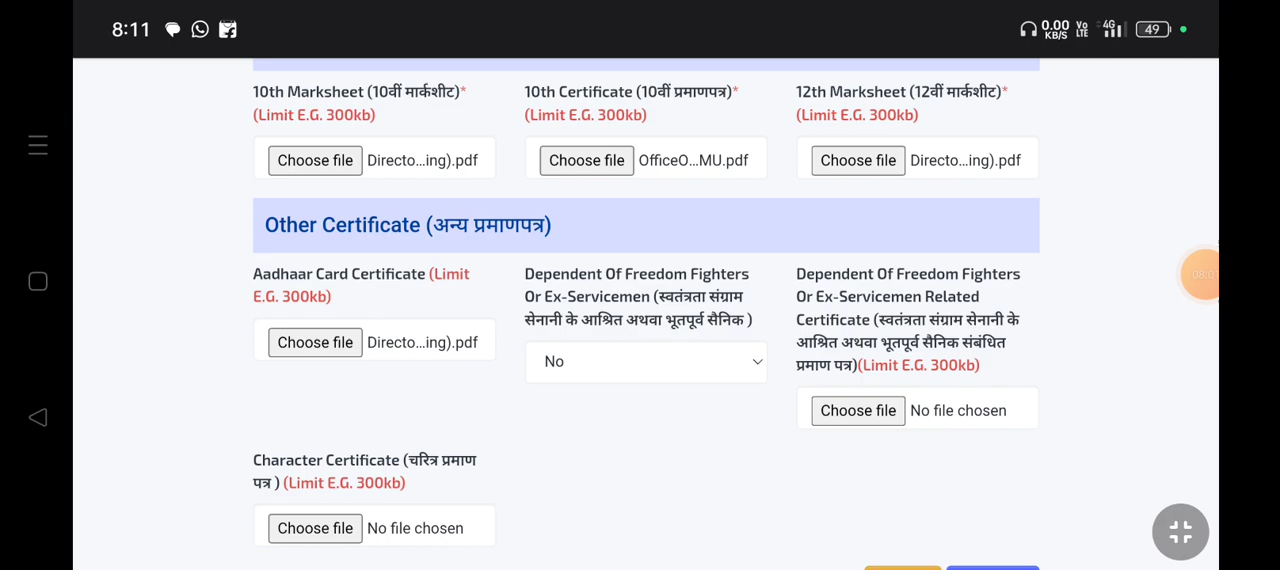 8:11
0.00 KB/S Vo LTE 4G 49
10th Marksheet (10वीं मार्कशीट)*
(Limit E.G. 300kb)
Choose file Directo...ing).pdf
10th Certificate (10वीं प्रमाणपत्र)*
(Limit E.G. 300kb)
Choose file OfficeO...MU.pdf
12th Marksheet (12वीं मार्कशीट)*
(Limit E.G. 300kb)
Choose file Directo...ing).pdf
Other Certificate (अन्य प्रमाणपत्र)
Aadhaar Card Certificate (Limit
E.G. 300kb)
Choose file Directo...ing).pdf
Dependent Of Freedom Fighters
Or Ex-Servicemen (स्वतंत्रता संग्राम
सेनानी के आश्रित अथवा भूतपूर्व सैनिक )
No
Dependent Of Freedom Fighters
Or Ex-Servicemen Related
Certificate (स्वतंत्रता संग्राम सेनानी के
आश्रित अथवा भूतपूर्व सैनिक संबंधित
प्रमाण पत्र)(Limit E.G. 300kb)
Choose file No file chosen
08:01
Character Certificate (चरित्र प्रमाण
पत्र ) (Limit E.G. 300kb)
Choose file No file chosen